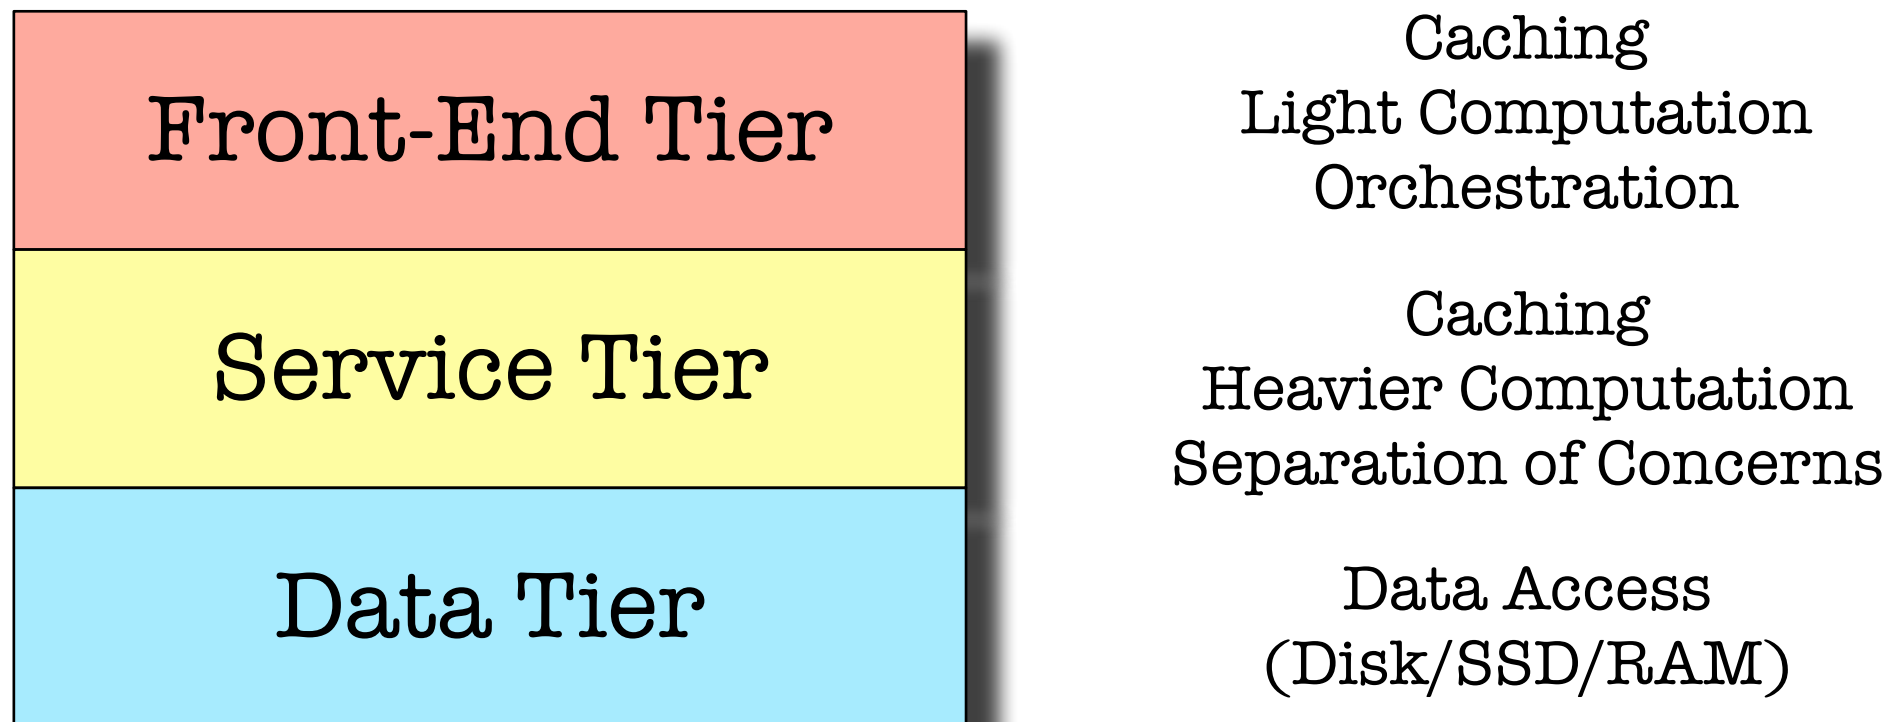 Front-End Tier
Caching
Light Computation
Orchestration
Service Tier
Caching
Heavier Computation
Separation of Concerns
Data Tier
Data Access
(Disk/SSD/RAM)